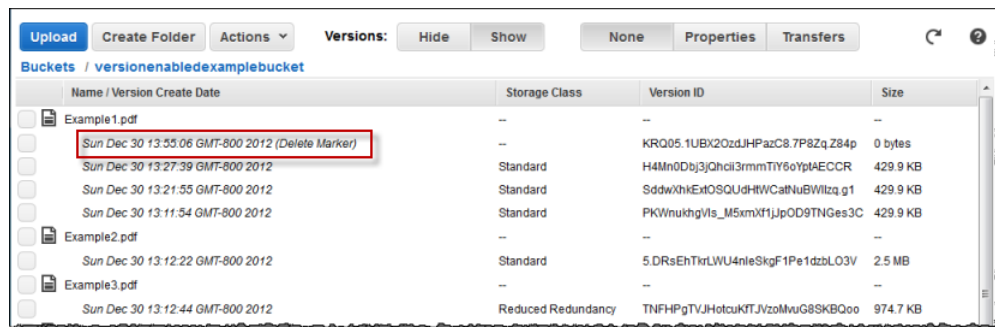 Upload Create Folder Actions Versions: Hide Show None Properties Transfers
Buckets / versionenabledexamplebucket
Name / Version Create Date Storage Class Version ID Size
Example1.pdf -- -- --
Sun Dec 30 13:55:06 GMT-800 2012 (Delete Marker) -- KRQ05.1UBX2OzdJHPazC8.7P8Zq.Z84p 0 bytes
Sun Dec 30 13:27:39 GMT-800 2012 Standard H4Mn0Dbj3jQhcii3rmmTiY6oYptAECCR 429.9 KB
Sun Dec 30 13:21:55 GMT-800 2012 Standard SddwXhkExtOSQUdHtWCatNuBWIlzq.g1 429.9 KB
Sun Dec 30 13:11:54 GMT-800 2012 Standard PKWnukhgVls_M5xmXf1jJpOD9TNGes3C 429.9 KB
Example2.pdf -- -- --
Sun Dec 30 13:12:22 GMT-800 2012 Standard 5.DRsEhTkrLWU4nIeSkgF1Pe1dzbLO3V 2.5 MB
Example3.pdf -- -- --
Sun Dec 30 13:12:44 GMT-800 2012 Reduced Redundancy TNFHPgTVJHotcuKfTJVzoMvuG8SKBQoo 974.7 KB